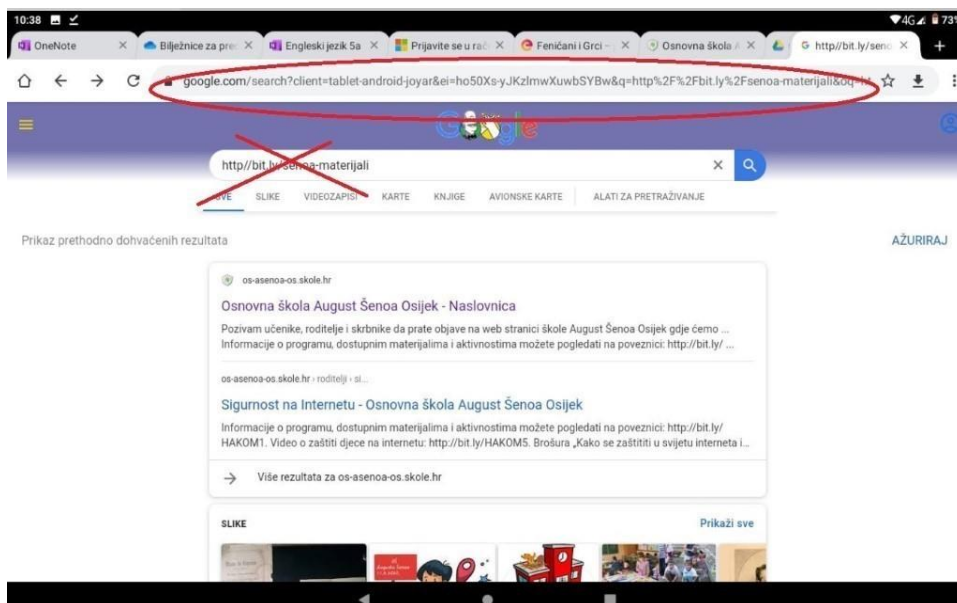 10:38 4G 73%
OneNote Bilježnice za pre Engleski jezik 5a Prijavite se u rač Feničani i Grci - Osnovna škola A http//bit.ly/seno
google.com/search?client=tablet-android-joyar&ei=ho50Xs-yJKzlmwXuwbSYBw&q=http%2F%2Fbit.ly%2Fsenoa-materijali&oq=ht
Google
http//bit.ly/senoa-materijali
SVE SLIKE VIDEOZAPISI KARTE KNJIGE AVIONSKE KARTE ALATI ZA PRETRAŽIVANJE
Prikaz prethodno dohvaćenih rezultata AŽURIRAJ
os-asenoa-os.skole.hr
Osnovna škola August Šenoa Osijek - Naslovnica
Pozivam učenike, roditelje i skrbnike da prate objave na web stranici škole August Šenoa Osijek gdje ćemo ...
Informacije o programu, dostupnim materijalima i aktivnostima možete pogledati na poveznici: http://bit.ly/ ...
os-asenoa-os.skole.hr › roditelji › si...
Sigurnost na Internetu - Osnovna škola August Šenoa Osijek
Informacije o programu, dostupnim materijalima i aktivnostima možete pogledati na poveznici: http://bit.ly/
HAKOM1. Video o zaštiti djece na internetu: http://bit.ly/HAKOM5. Brošura „Kako se zaštititi u svijetu interneta i...
Više rezultata za os-asenoa-os.skole.hr
SLIKE Prikaži sve